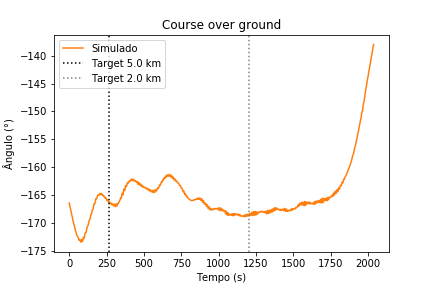 Course over ground
Simulado
Target 5.0 km
Target 2.0 km
Ângulo (°)
−140
−145
−150
−155
−160
−165
−170
−175
0 250 500 750 1000 1250 1500 1750 2000
Tempo (s)